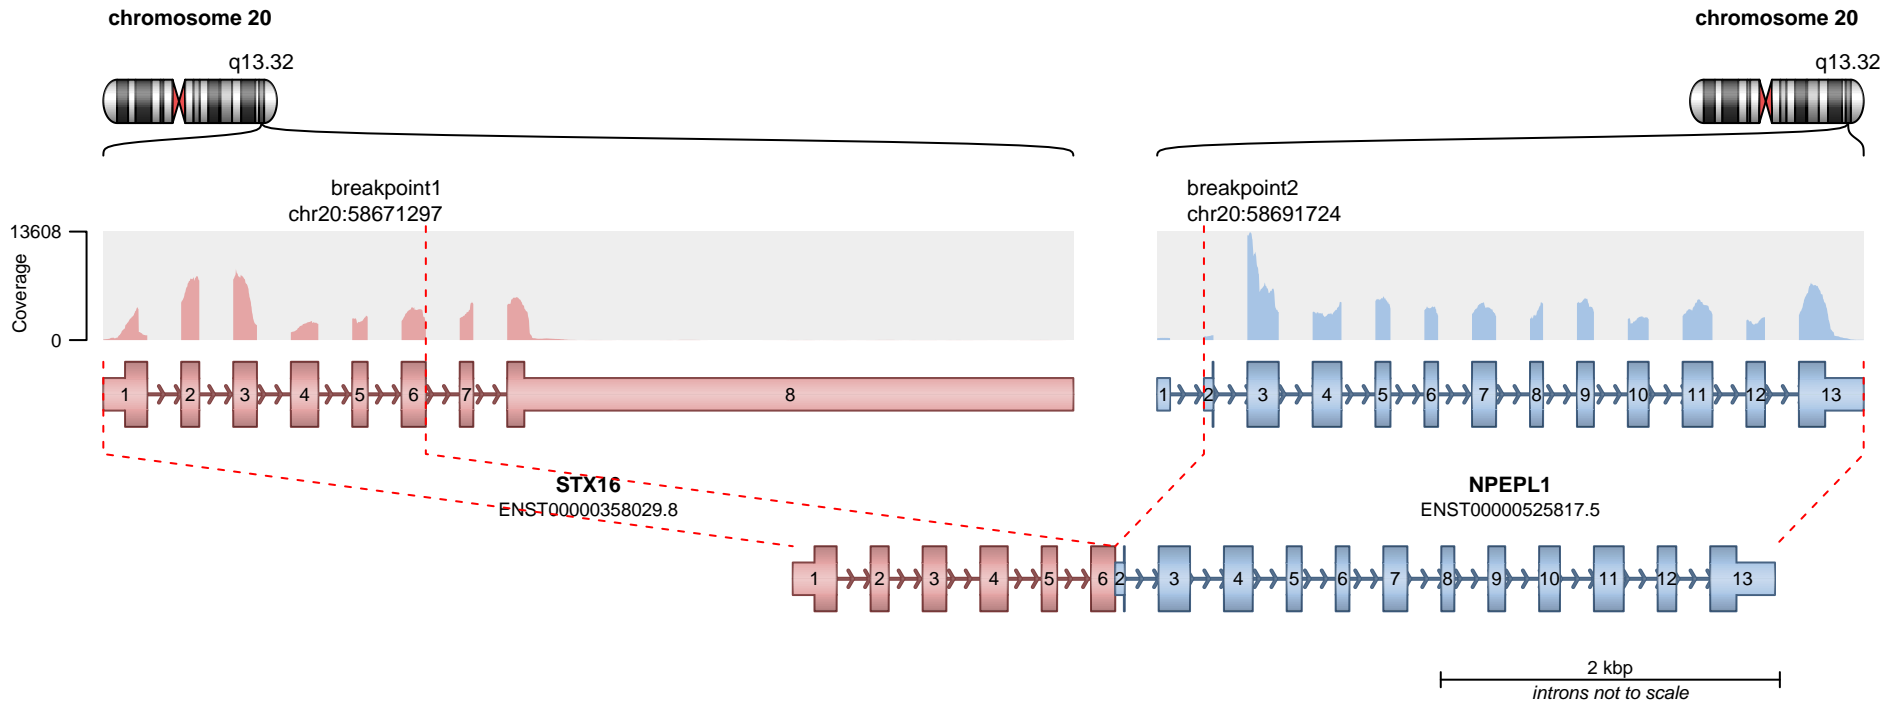 chromosome 20
chromosome 20
q13.32
q13.32
breakpoint1
chr20:58671297
breakpoint2
chr20:58691724
13608
Coverage
0
1 2 3 4 5 6 7 8
1 2 3 4 5 6 7 8 9 10 11 12 13
STX16
ENST00000358029.8
NPEPL1
ENST00000525817.5
1 2 3 4 5 6 2 3 4 5 6 7 8 9 10 11 12 13
2 kbp
introns not to scale